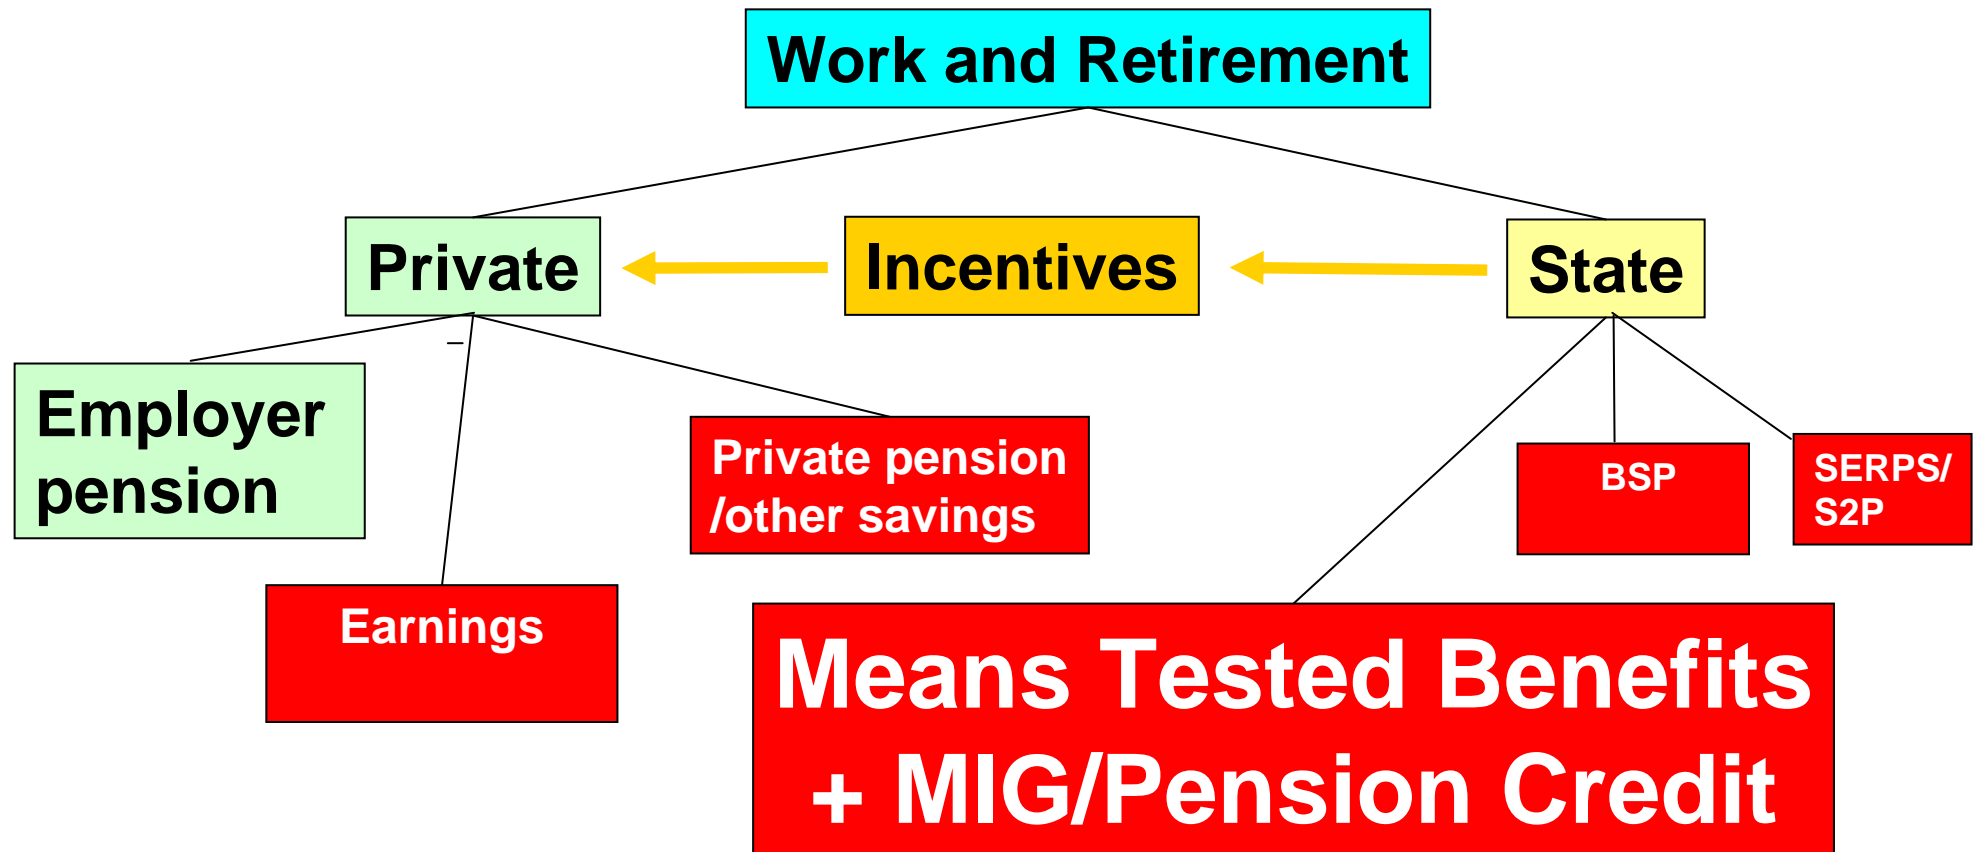 Work and Retirement
Private
Incentives
State
–
Employer
pension
Private pension
/other savings
BSP
SERPS/
S2P
Earnings
Means Tested Benefits
+ MIG/Pension Credit